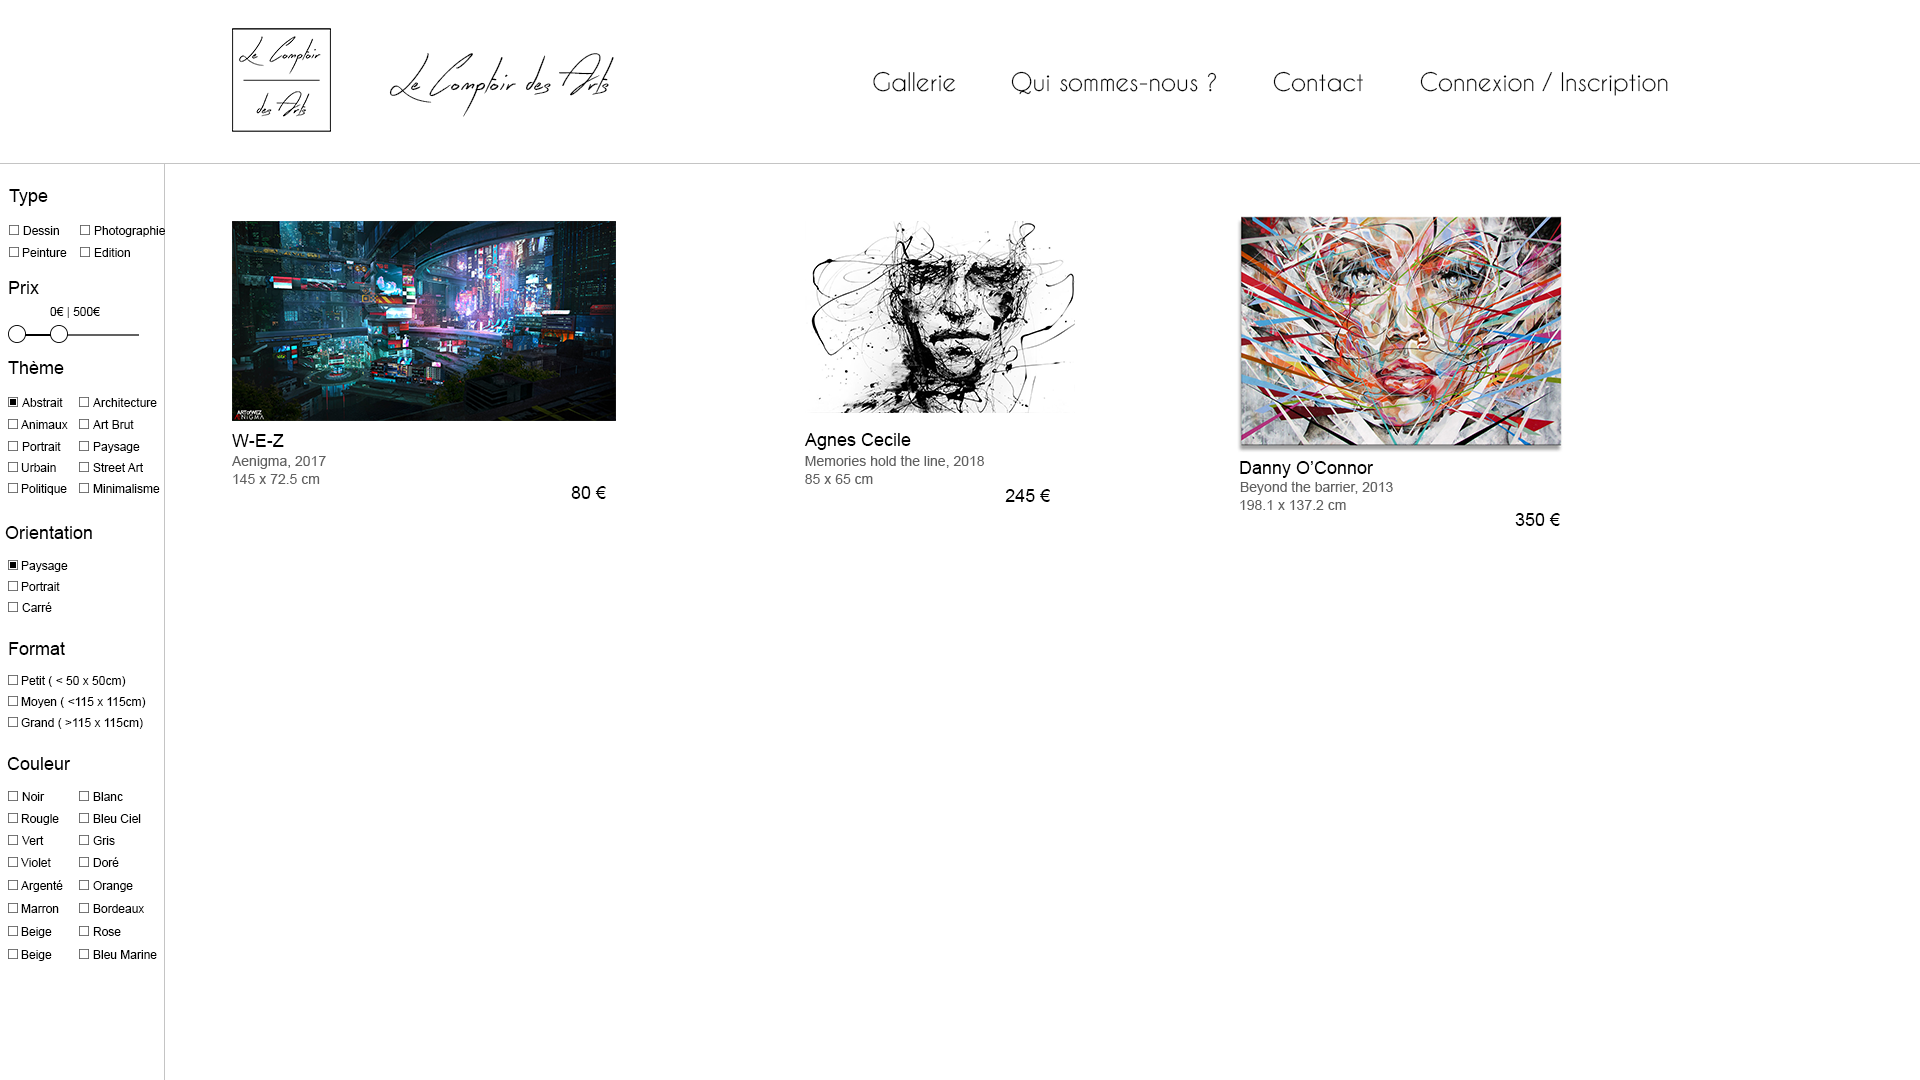 Le Comptoir
des Arts
Le Comptoir des Arts
Gallerie Qui sommes-nous ? Contact Connexion / Inscription
Type
Dessin Photographie
Peinture Edition
Prix
0€ | 500€
Thème
Abstrait Architecture
Animaux Art Brut
Portrait Paysage
Urbain Street Art
Politique Minimalisme
Orientation
Paysage
Portrait
Carré
Format
Petit ( < 50 x 50cm)
Moyen ( <115 x 115cm)
Grand ( >115 x 115cm)
Couleur
Noir Blanc
Rougle Bleu Ciel
Vert Gris
Violet Doré
Argenté Orange
Marron Bordeaux
Beige Rose
Beige Bleu Marine
W-E-Z
Aenigma, 2017
145 x 72.5 cm
80 €
Agnes Cecile
Memories hold the line, 2018
85 x 65 cm
245 €
Danny O’Connor
Beyond the barrier, 2013
198.1 x 137.2 cm
350 €